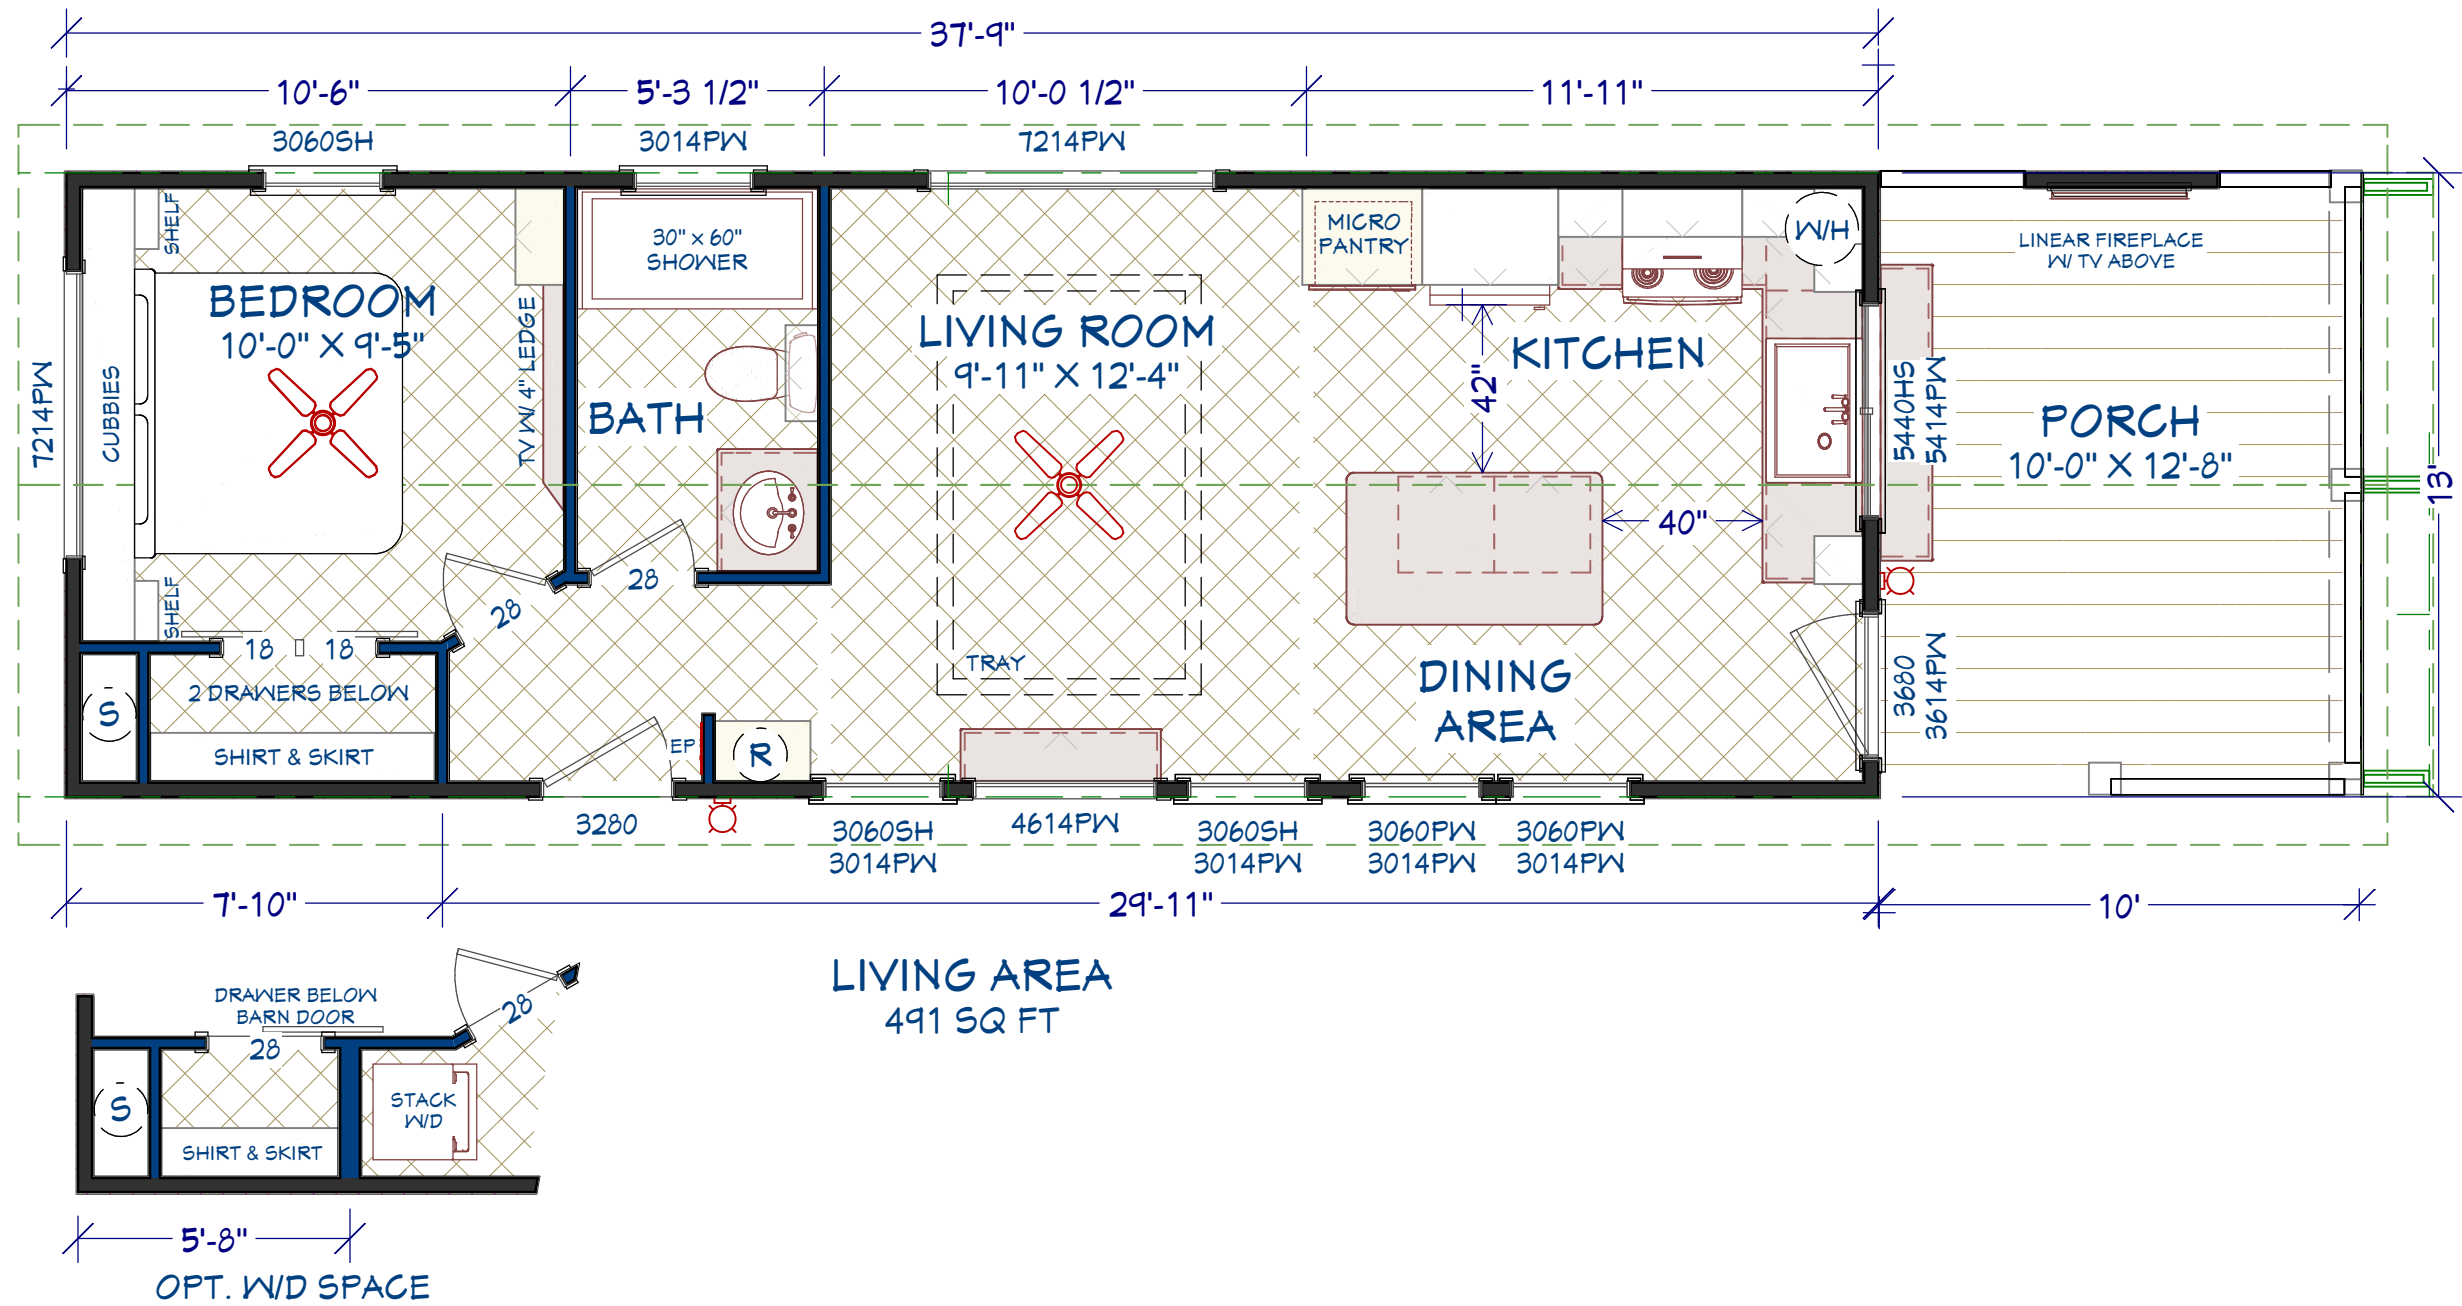 37'-9"
10'-6"
5'-3 1/2"
10'-0 1/2"
11'-11"
3060SH
3014PW
7214PW
SHELF
30" x 60"
SHOWER
MICRO
PANTRY
W/H
LINEAR FIREPLACE
W/ TV ABOVE
BEDROOM
10'-0" X 9'-5"
LIVING ROOM
9'-11" X 12'-4"
KITCHEN
7214PW
CUBBIES
TV W/ 4" LEDGE
BATH
42"
5440HS
5414PW
PORCH
10'-0" X 12'-8"
13'
40"
28
28
SHELF
18
18
TRAY
2 DRAWERS BELOW
S
SHIRT & SKIRT
EP
R
DINING
AREA
3680
3614PW
3280
3060SH
3014PW
4614PW
3060SH
3014PW
3060PW
3014PW
3060PW
3014PW
7'-10"
29'-11"
10'
LIVING AREA
491 SQ FT
DRAWER BELOW
BARN DOOR
28
28
S
STACK
W/D
SHIRT & SKIRT
5'-8"
OPT. W/D SPACE